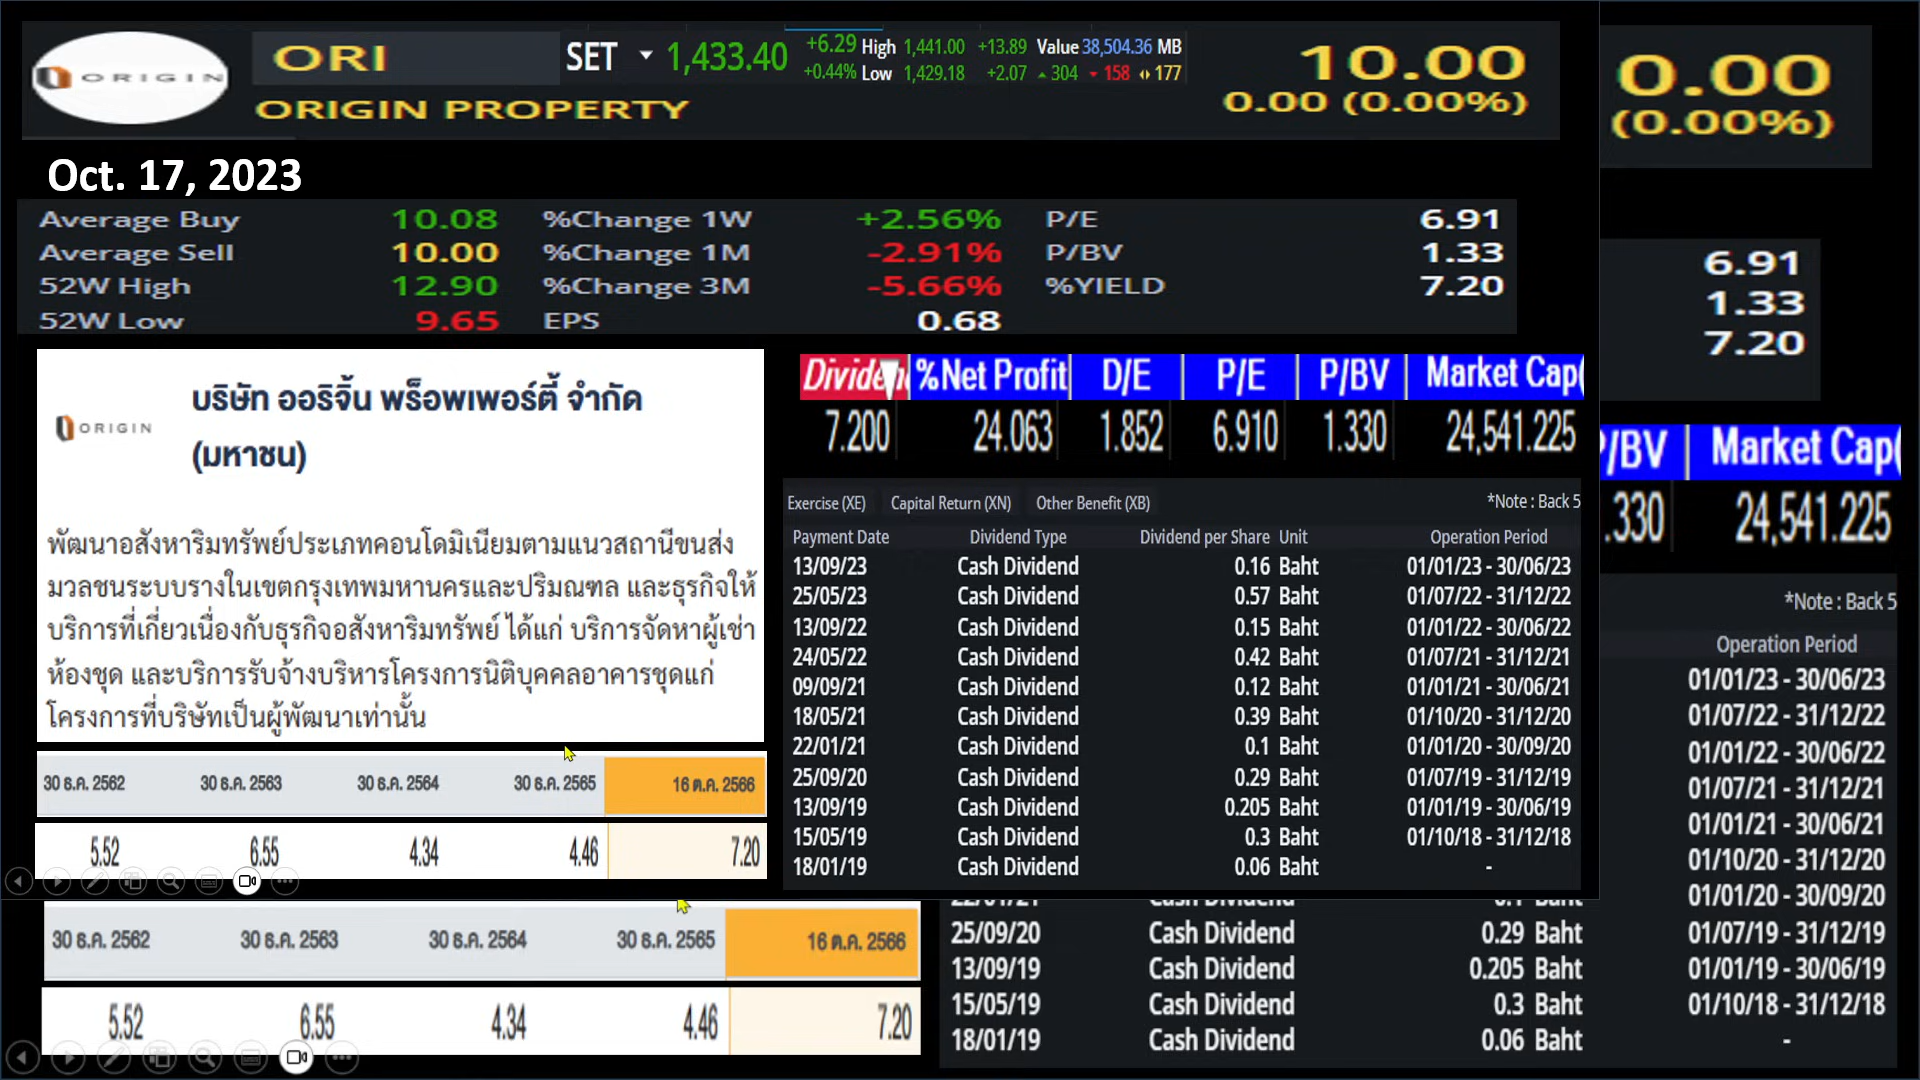 ORIGIN
ORI
SET 1,433.40 +6.29 High 1,441.00 +13.89 Value 38,504.36 MB
+0.44% Low 1,429.18 +2.07 304 158 177
ORIGIN PROPERTY
10.00
0.00 (0.00%)
0.00
(0.00%)
Oct. 17, 2023
Average Buy 10.08 %Change 1W +2.56% P/E 6.91
Average Sell 10.00 %Change 1M -2.91% P/BV 1.33
52W High 12.90 %Change 3M -5.66% %YIELD 7.20
52W Low 9.65 EPS 0.68
6.91
1.33
7.20
ORIGIN
บริษัท ออริจิ้น พร็อพเพอร์ตี้ จำกัด
(มหาชน)
พัฒนาอสังหาริมทรัพย์ประเภทคอนโดมิเนียมตามแนวสถานีขนส่ง
มวลชนระบบรางในเขตกรุงเทพมหานครและปริมณฑล และธุรกิจให้
บริการที่เกี่ยวเนื่องกับธุรกิจอสังหาริมทรัพย์ ได้แก่ บริการจัดหาผู้เช่า
ห้องชุด และบริการรับจ้างบริหารโครงการนิติบุคคลอาคารชุดแก่
โครงการที่บริษัทเป็นผู้พัฒนาเท่านั้น
30 ธ.ค. 2562 30 ธ.ค. 2563 30 ธ.ค. 2564 30 ธ.ค. 2565 16 ต.ค. 2566
5.52 6.55 4.34 4.46 7.20
%Net Profit D/E P/E P/BV Market Cap(
7.200 24.063 1.852 6.910 1.330 24,541.225
Exercise (XE) Capital Return (XN) Other Benefit (XB) *Note : Back 5
Payment Date Dividend Type Dividend per Share Unit Operation Period
13/09/23 Cash Dividend 0.16 Baht 01/01/23 - 30/06/23
25/05/23 Cash Dividend 0.57 Baht 01/07/22 - 31/12/22
13/09/22 Cash Dividend 0.15 Baht 01/01/22 - 30/06/22
24/05/22 Cash Dividend 0.42 Baht 01/07/21 - 31/12/21
09/09/21 Cash Dividend 0.12 Baht 01/01/21 - 30/06/21
18/05/21 Cash Dividend 0.39 Baht 01/10/20 - 31/12/20
22/01/21 Cash Dividend 0.1 Baht 01/01/20 - 30/09/20
25/09/20 Cash Dividend 0.29 Baht 01/07/19 - 31/12/19
13/09/19 Cash Dividend 0.205 Baht 01/01/19 - 30/06/19
15/05/19 Cash Dividend 0.3 Baht 01/10/18 - 31/12/18
18/01/19 Cash Dividend 0.06 Baht -
/BV Market Cap(
.330 24,541.225
*Note : Back 5
Operation Period
01/01/23 - 30/06/23
01/07/22 - 31/12/22
01/01/22 - 30/06/22
01/07/21 - 31/12/21
01/01/21 - 30/06/21
01/10/20 - 31/12/20
01/01/20 - 30/09/20
30 ธ.ค. 2562 30 ธ.ค. 2563 30 ธ.ค. 2564 30 ธ.ค. 2565 16 ต.ค. 2566
5.52 6.55 4.34 4.46 7.20
25/09/20 Cash Dividend 0.29 Baht 01/07/19 - 31/12/19
13/09/19 Cash Dividend 0.205 Baht 01/01/19 - 30/06/19
15/05/19 Cash Dividend 0.3 Baht 01/10/18 - 31/12/18
18/01/19 Cash Dividend 0.06 Baht -